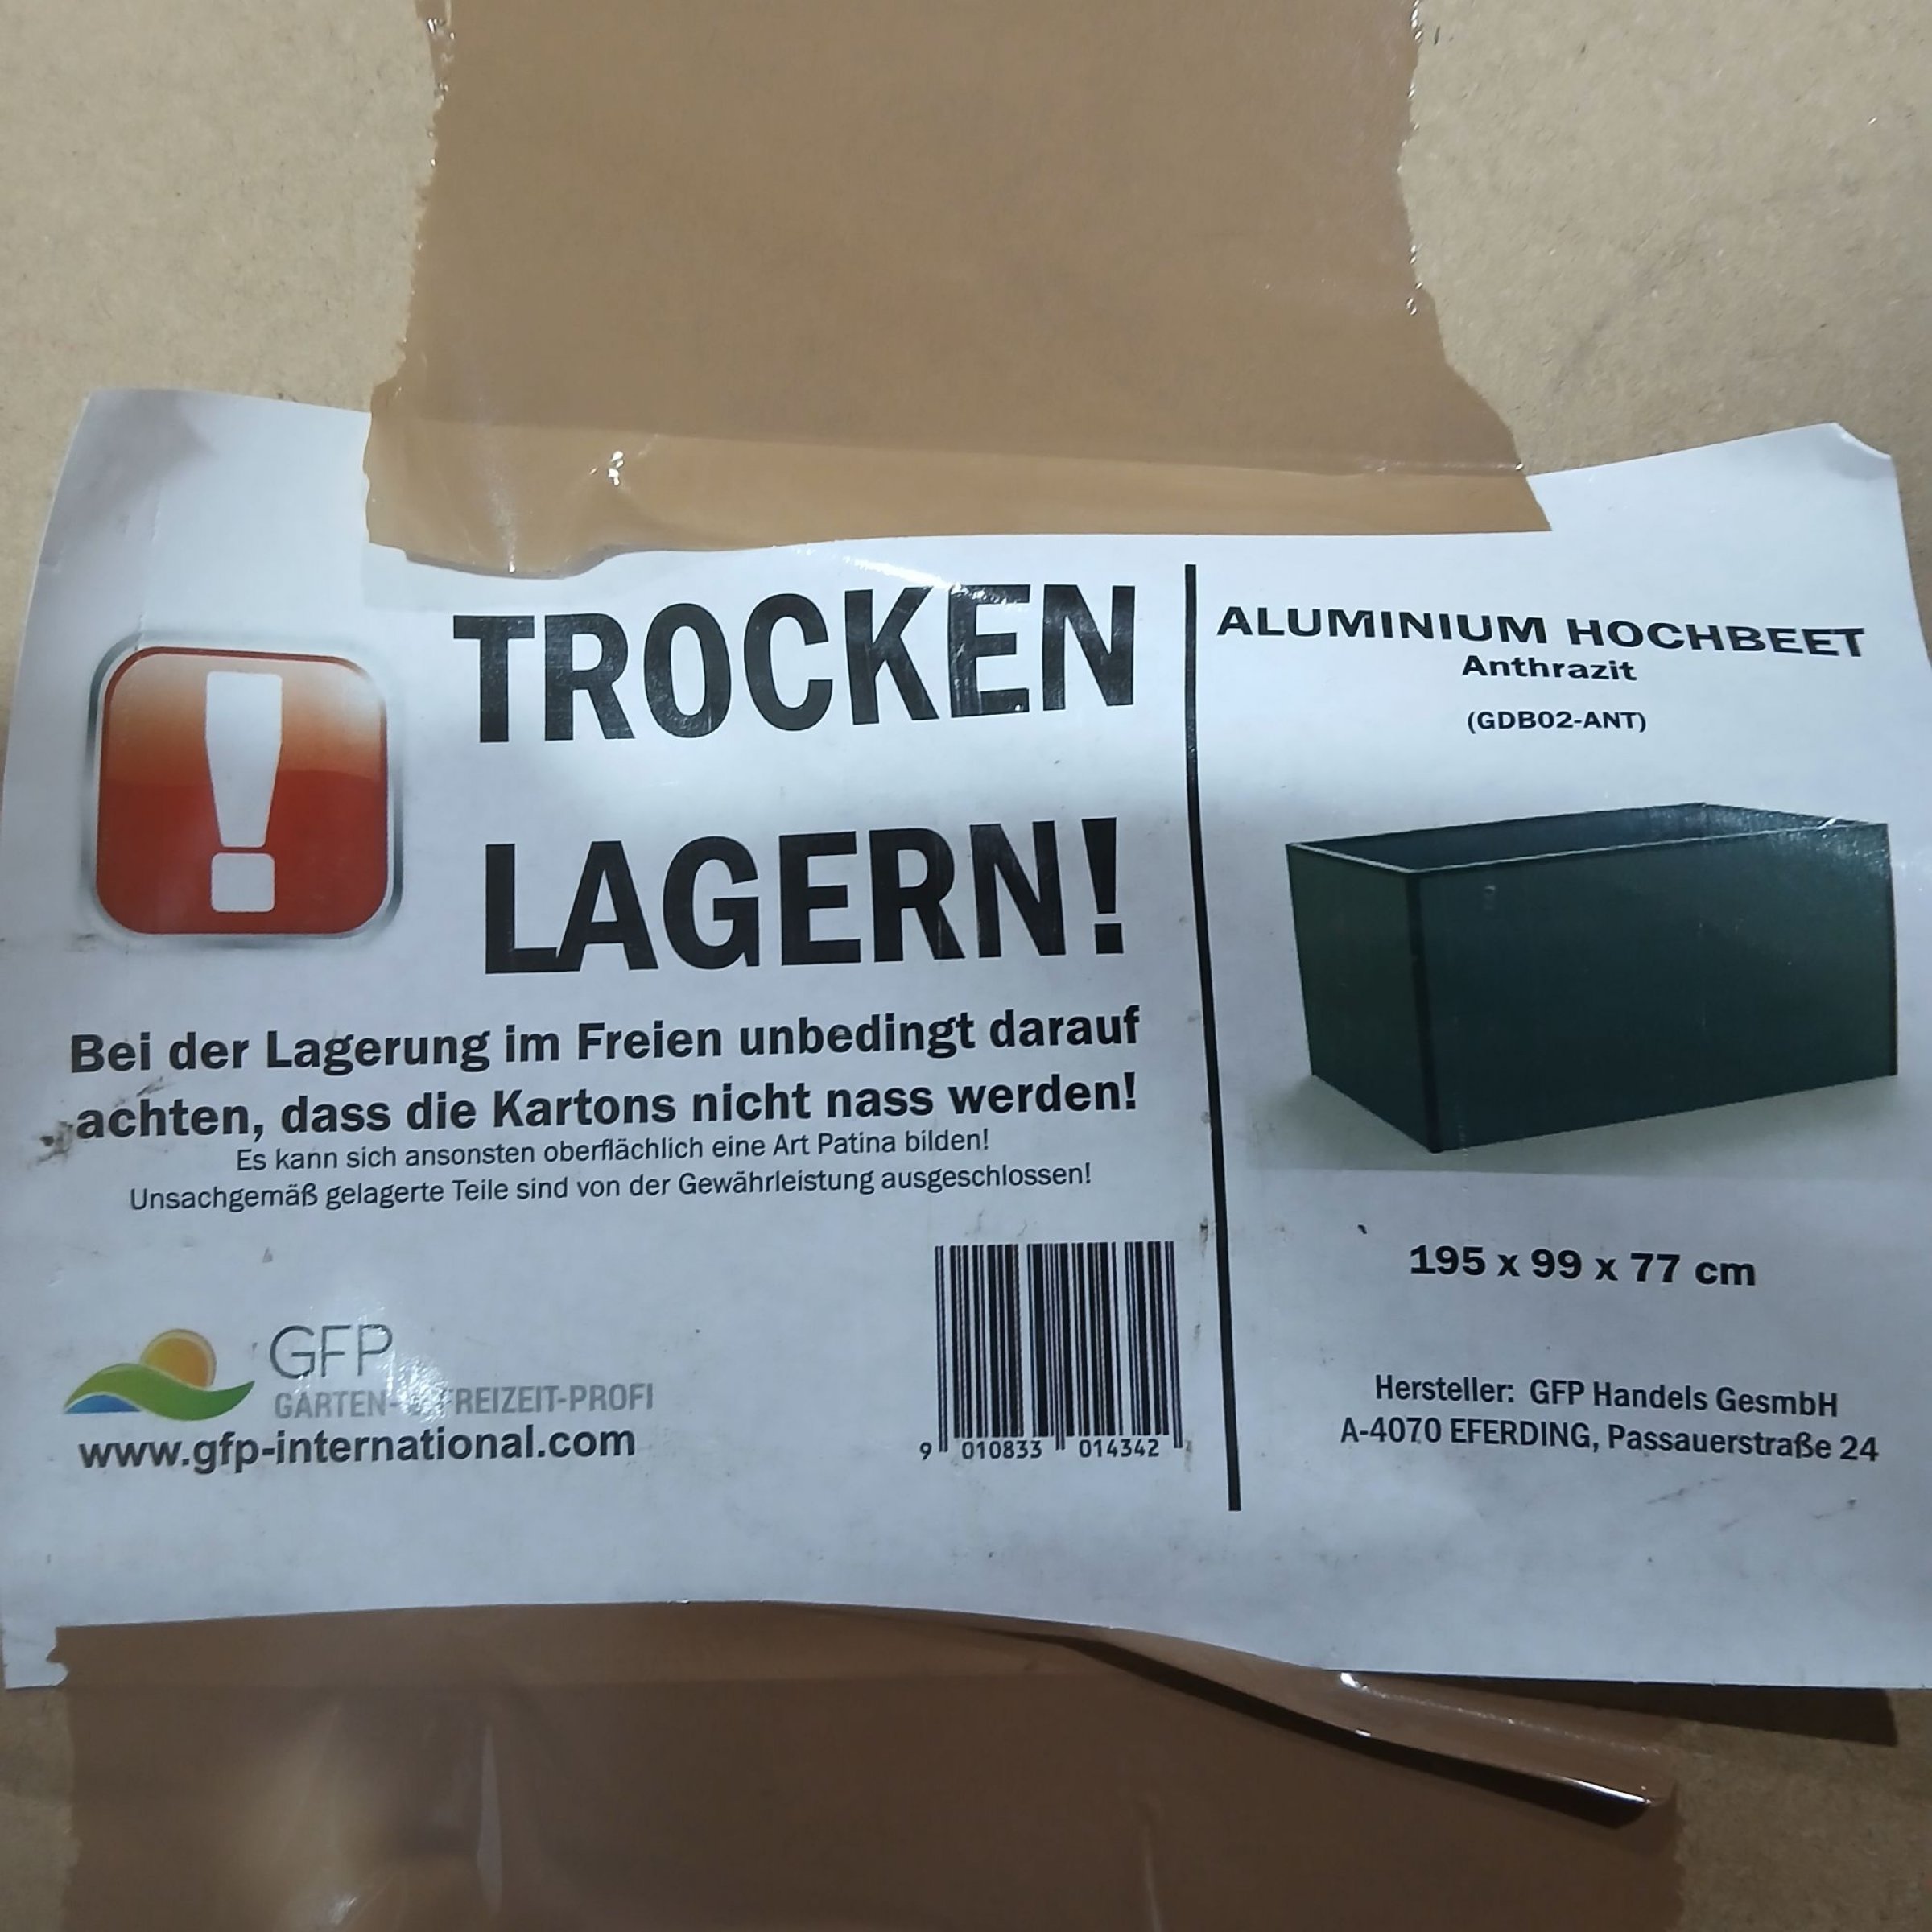 TROCKEN
LAGERN!
Bei der Lagerung im Freien unbedingt darauf
achten, dass die Kartons nicht nass werden!
Es kann sich ansonsten oberflächlich eine Art Patina bilden!
Unsachgemäß gelagerte Teile sind von der Gewährleistung ausgeschlossen!
GFP
GARTEN- & FREIZEIT-PROFI
www.gfp-international.com
9 010833 014342
ALUMINIUM HOCHBEET
Anthrazit
(GDB02-ANT)
195 x 99 x 77 cm
Hersteller: GFP Handels GesmbH
A-4070 EFERDING, Passauerstraße 24